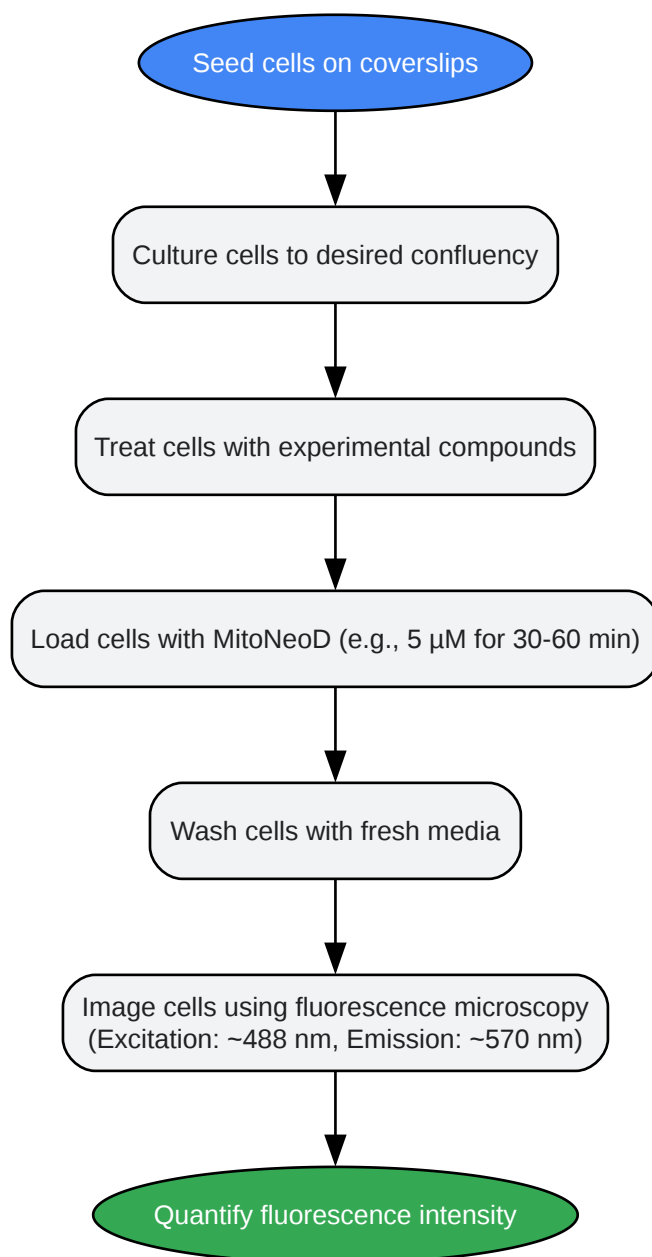 Seed cells on coverslips
Culture cells to desired confluency
Treat cells with experimental compounds
Load cells with MitoNeoD (e.g., 5 µM for 30-60 min)
Wash cells with fresh media
Image cells using fluorescence microscopy
(Excitation: ~488 nm, Emission: ~570 nm)
Quantify fluorescence intensity